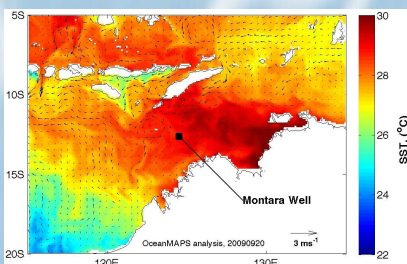 5S
10S
15S
20S
120E
130E
30
28
26
24
22
SST, (°C)
Montara Well
OceanMAPS analysis, 20090920
3 ms⁻¹